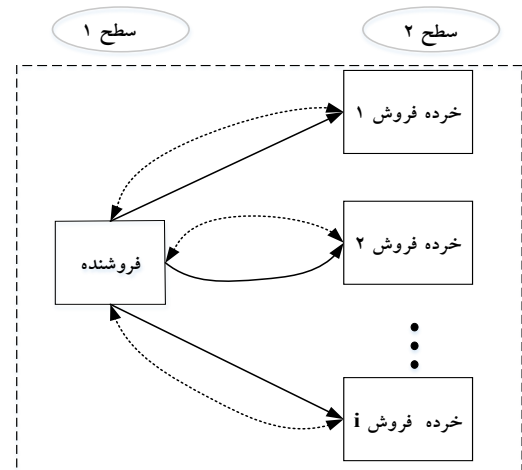 سطح ۱
سطح ۲
خرده فروش ۱
خرده فروش ۲
فروشنده
خرده فروش i